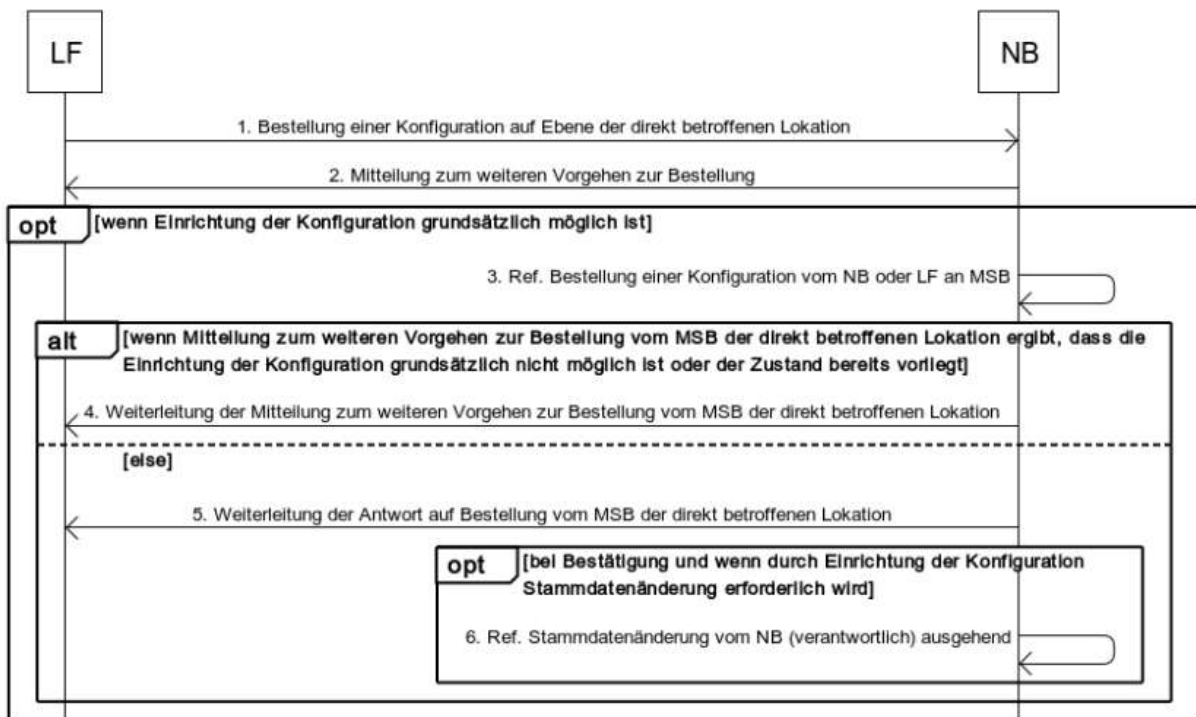 LF
NB
1. Bestellung einer Konfiguration auf Ebene der direkt betroffenen Lokation
2. Mitteilung zum weiteren Vorgehen zur Bestellung
opt
[wenn Einrichtung der Konfiguration grundsätzlich möglich ist]
3. Ref. Bestellung einer Konfiguration vom NB oder LF an MSB
alt
[wenn Mitteilung zum weiteren Vorgehen zur Bestellung vom MSB der direkt betroffenen Lokation ergibt, dass die
Einrichtung der Konfiguration grundsätzlich nicht möglich ist oder der Zustand bereits vorliegt]
4. Weiterleitung der Mitteilung zum weiteren Vorgehen zur Bestellung vom MSB der direkt betroffenen Lokation
[else]
5. Weiterleitung der Antwort auf Bestellung vom MSB der direkt betroffenen Lokation
opt
[bei Bestätigung und wenn durch Einrichtung der Konfiguration
Stammdatenänderung erforderlich wird]
6. Ref. Stammdatenänderung vom NB (verantwortlich) ausgehend